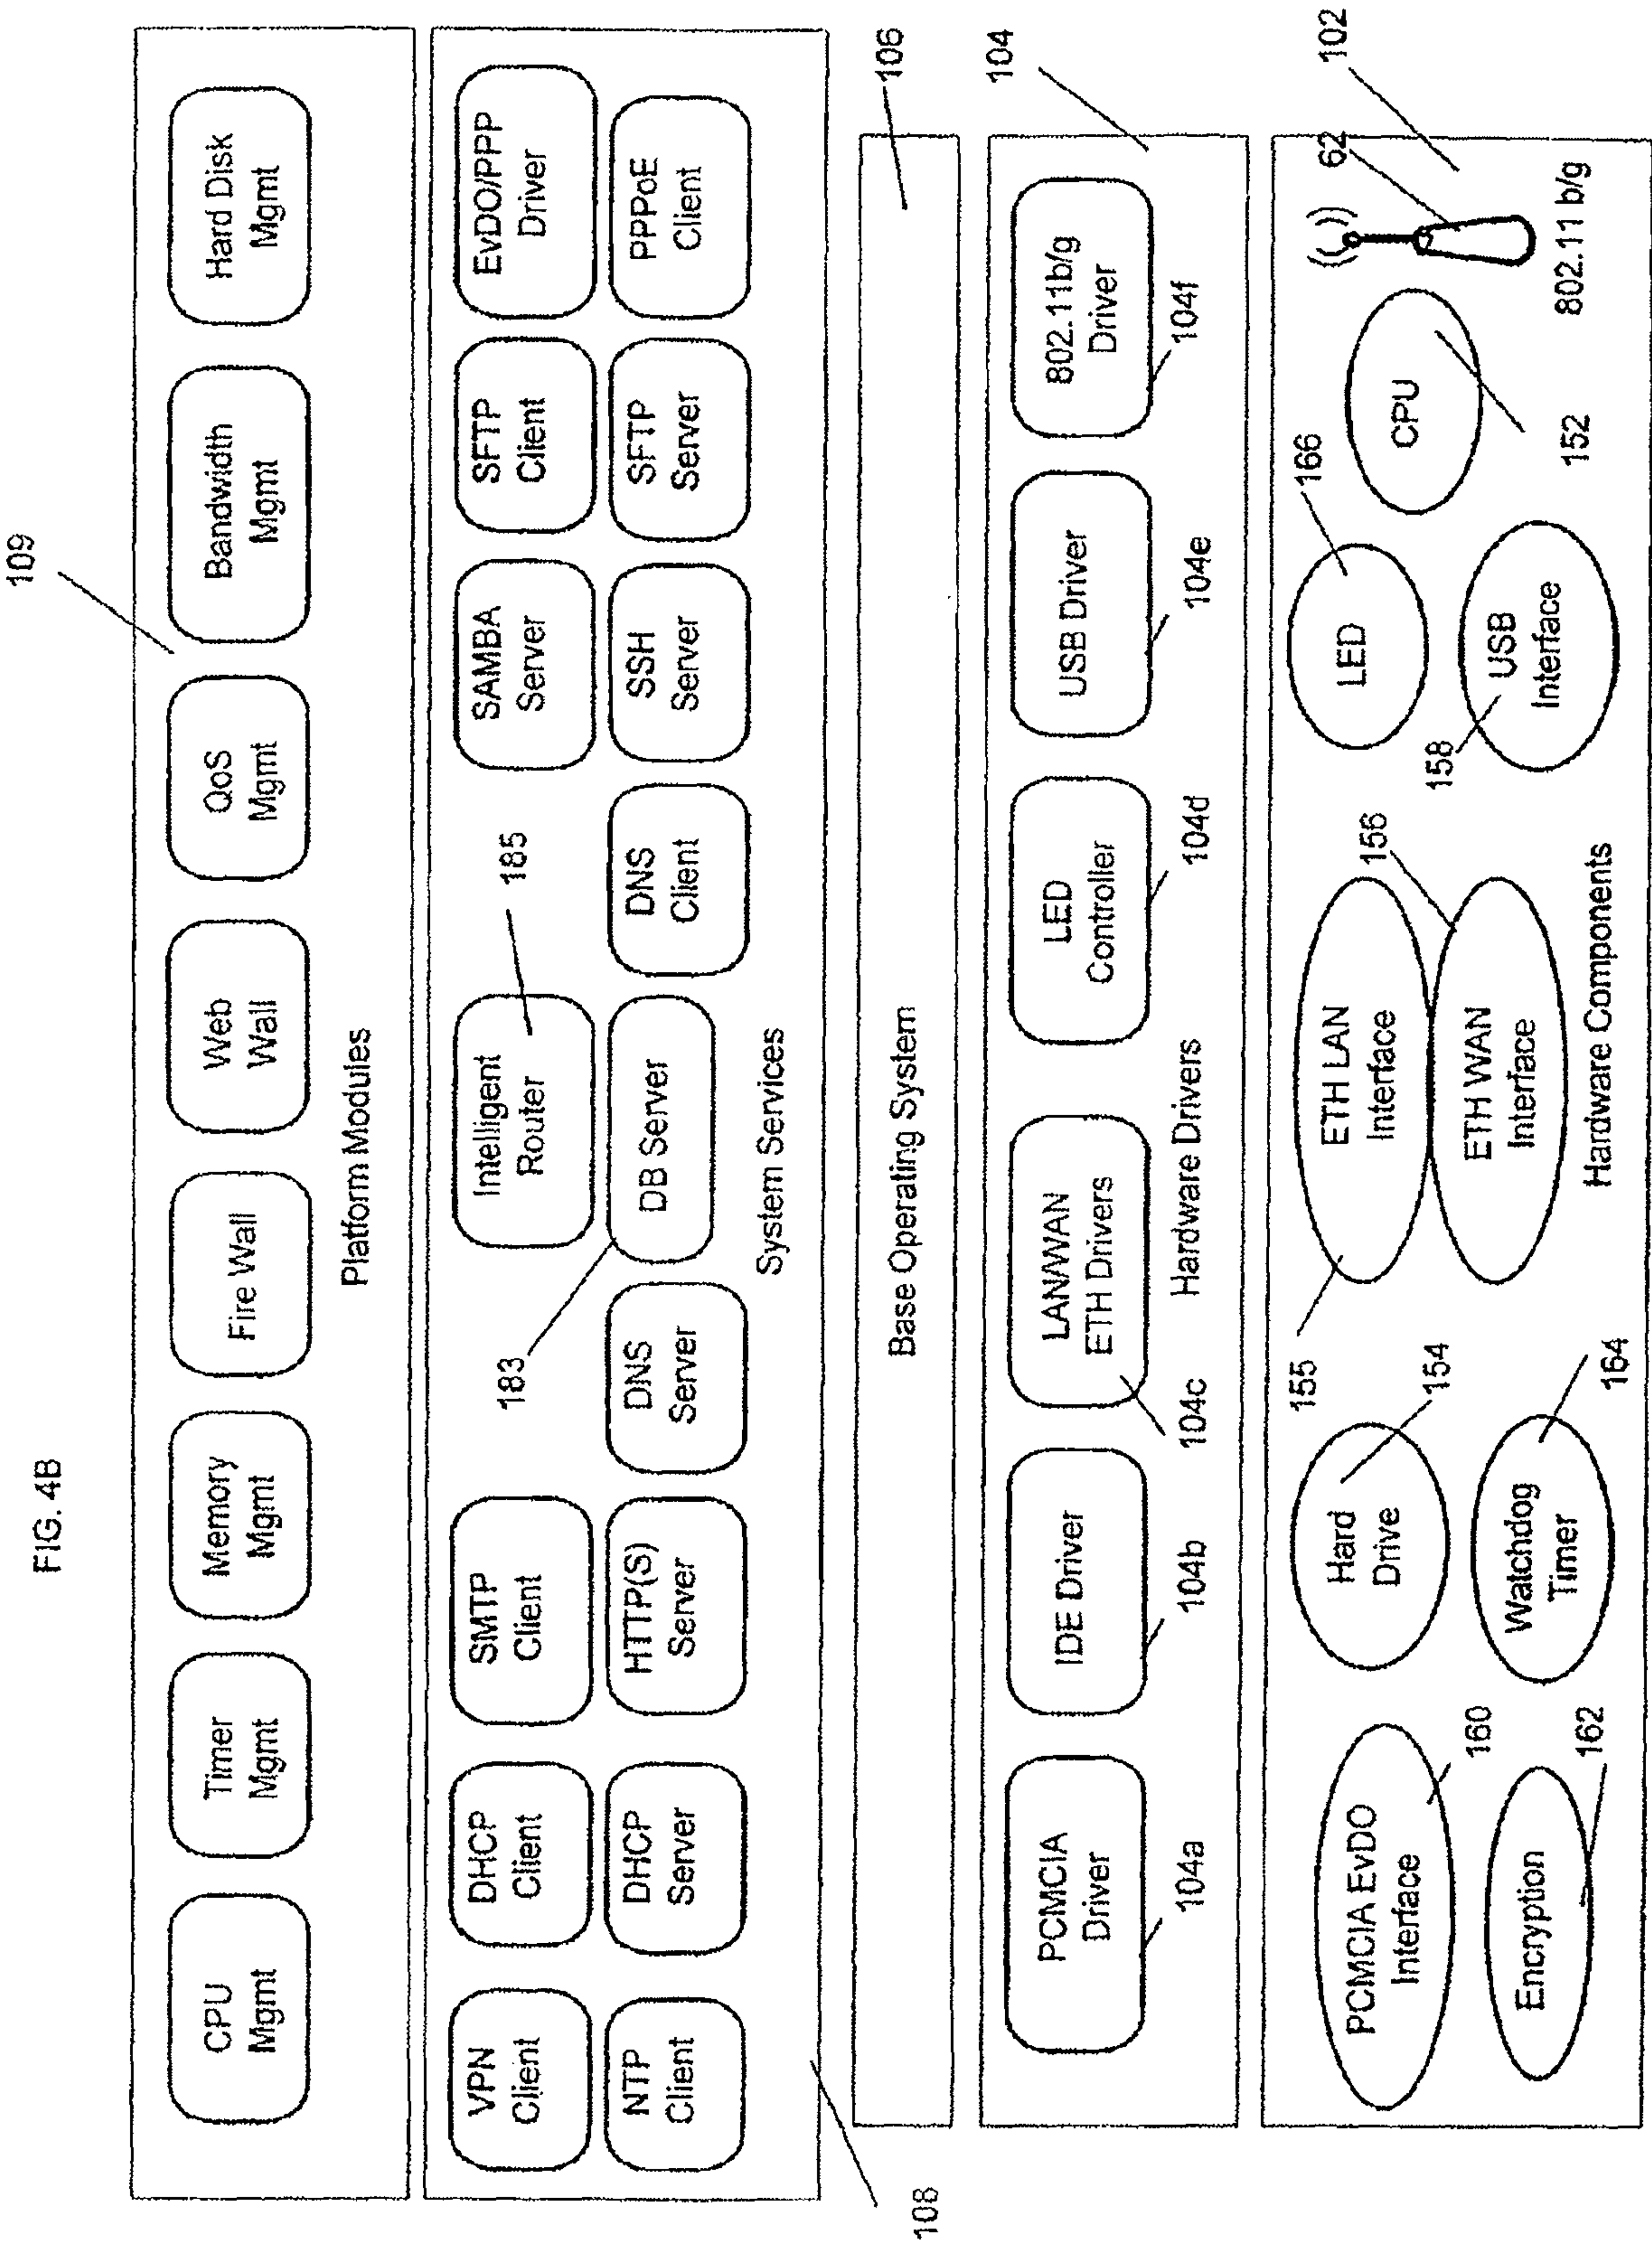 FIG. 4B
109
CPU
Mgmt
Timer
Mgmt
Memory
Mgmt
Fire Wall
Web
Wall
QoS
Mgmt
Bandwidth
Mgmt
Hard Disk
Mgmt
Platform Modules
VPN
Client
DHCP
Client
SMTP
Client
183
Intelligent
Router
185
SAMBA
Server
SFTP
Client
EvDO/PPP
Driver
NTP
Client
DHCP
Server
HTTP(S)
Server
DNS
Server
DB Server
DNS
Client
SSH
Server
SFTP
Server
PPPoE
Client
System Services
108
106
Base Operating System
104
PCMCIA
Driver
IDE Driver
LAN/WAN
ETH Drivers
LED
Controller
USB Driver
802.11b/g
Driver
104a
104b
104c
Hardware Drivers
104d
104e
104f
102
155
156
166
62
PCMCIA EvDO
Interface
160
Hard
Drive
154
ETH LAN
Interface
LED
CPU
152
158
Encryption
162
Watchdog
Timer
164
ETH WAN
Interface
USB
Interface
802.11 b/g
Hardware Components